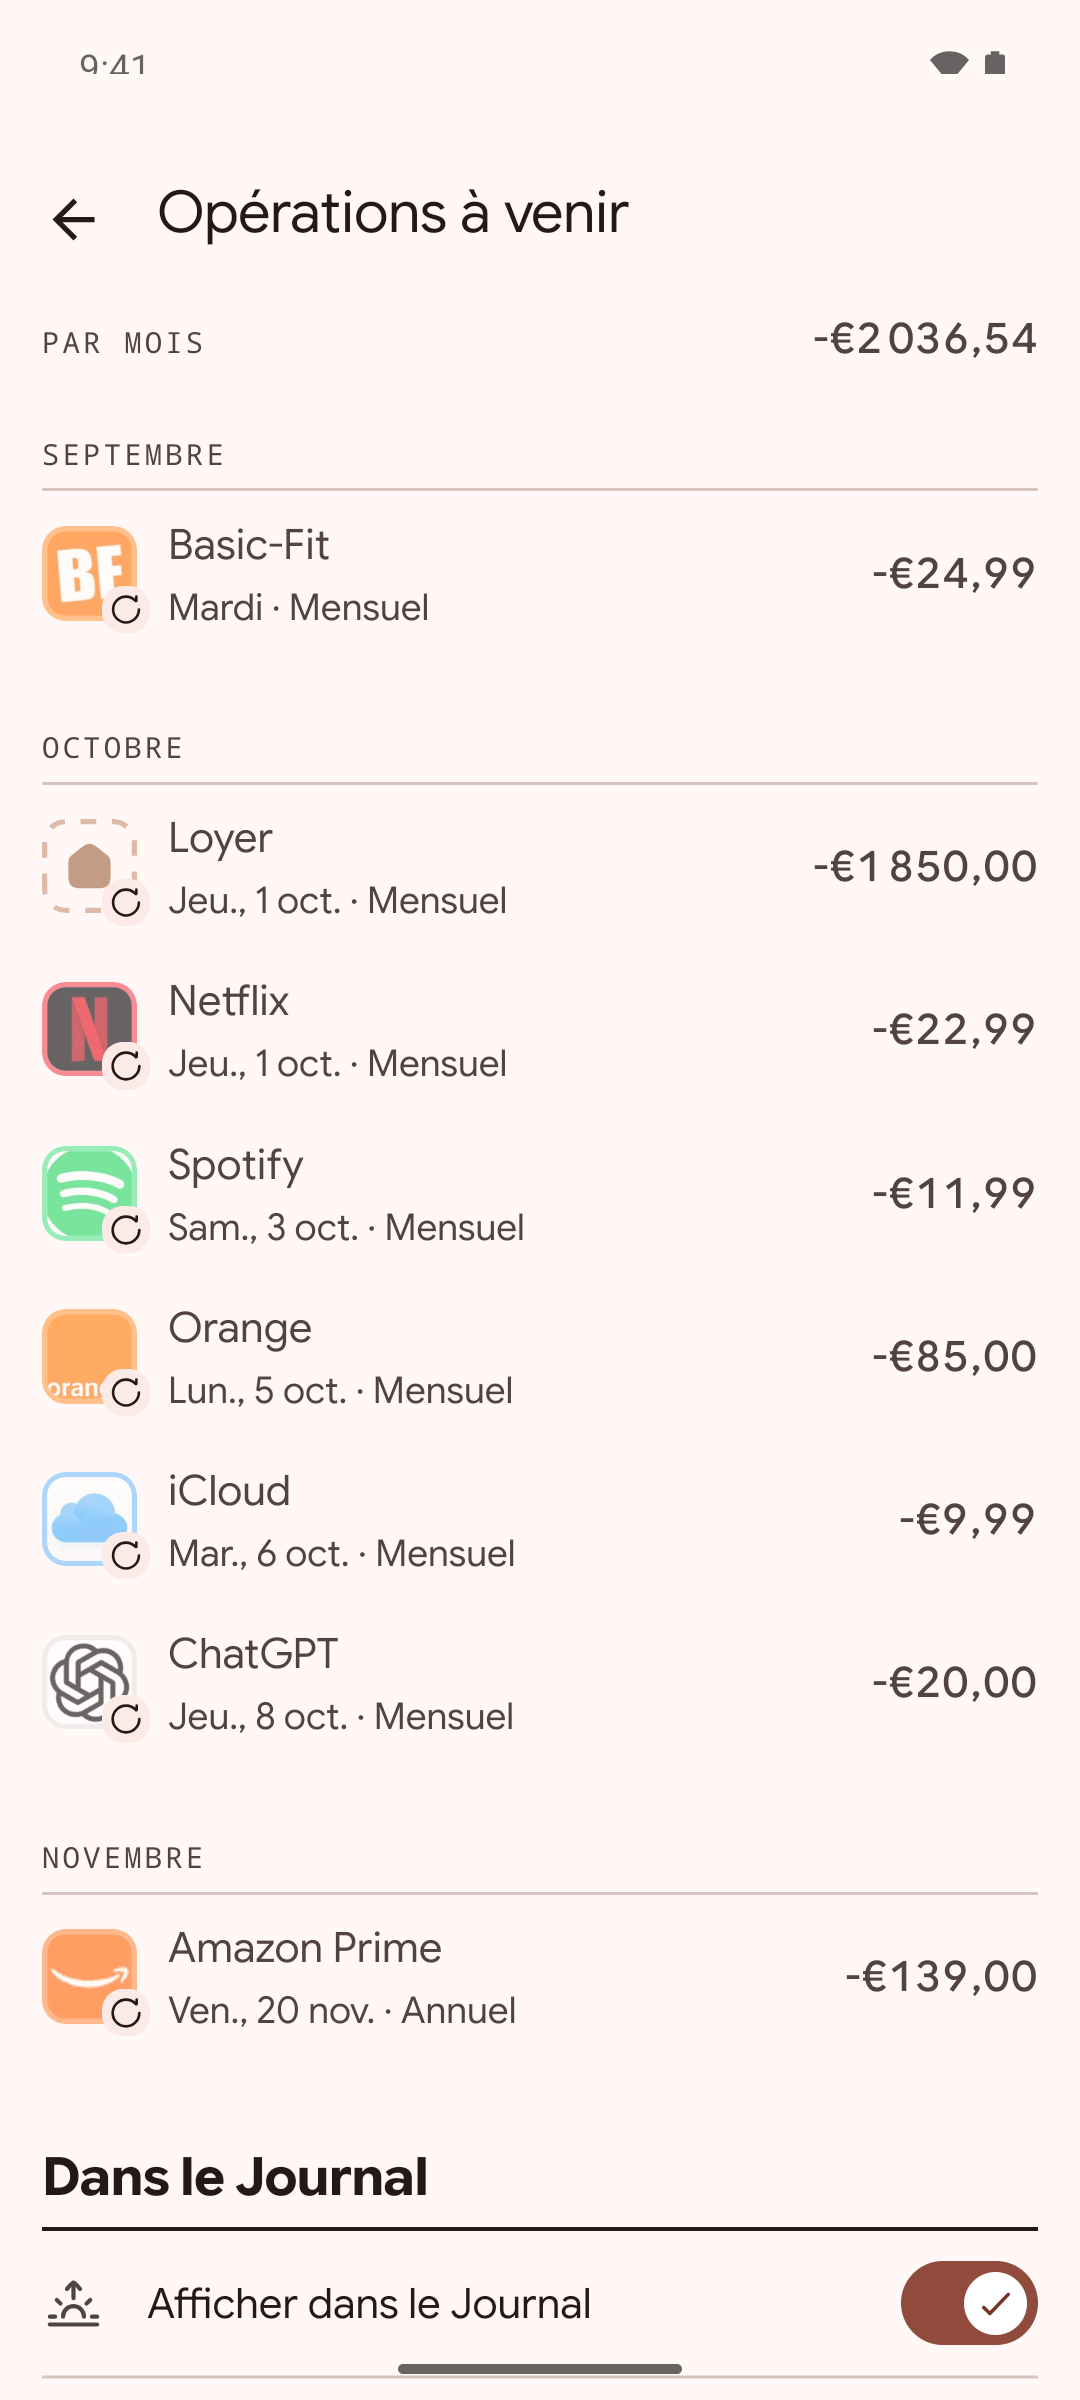 9:41
Opérations à venir
PAR MOIS
-€2 036,54
SEPTEMBRE
BF
Basic-Fit
-€24,99
Mardi · Mensuel
OCTOBRE
Loyer
-€1 850,00
Jeu., 1 oct. · Mensuel
N
Netflix
-€22,99
Jeu., 1 oct. · Mensuel
Spotify
-€11,99
Sam., 3 oct. · Mensuel
Orange
-€85,00
Lun., 5 oct. · Mensuel
iCloud
-€9,99
Mar., 6 oct. · Mensuel
ChatGPT
-€20,00
Jeu., 8 oct. · Mensuel
NOVEMBRE
Amazon Prime
-€139,00
Ven., 20 nov. · Annuel
Dans le Journal
Afficher dans le Journal